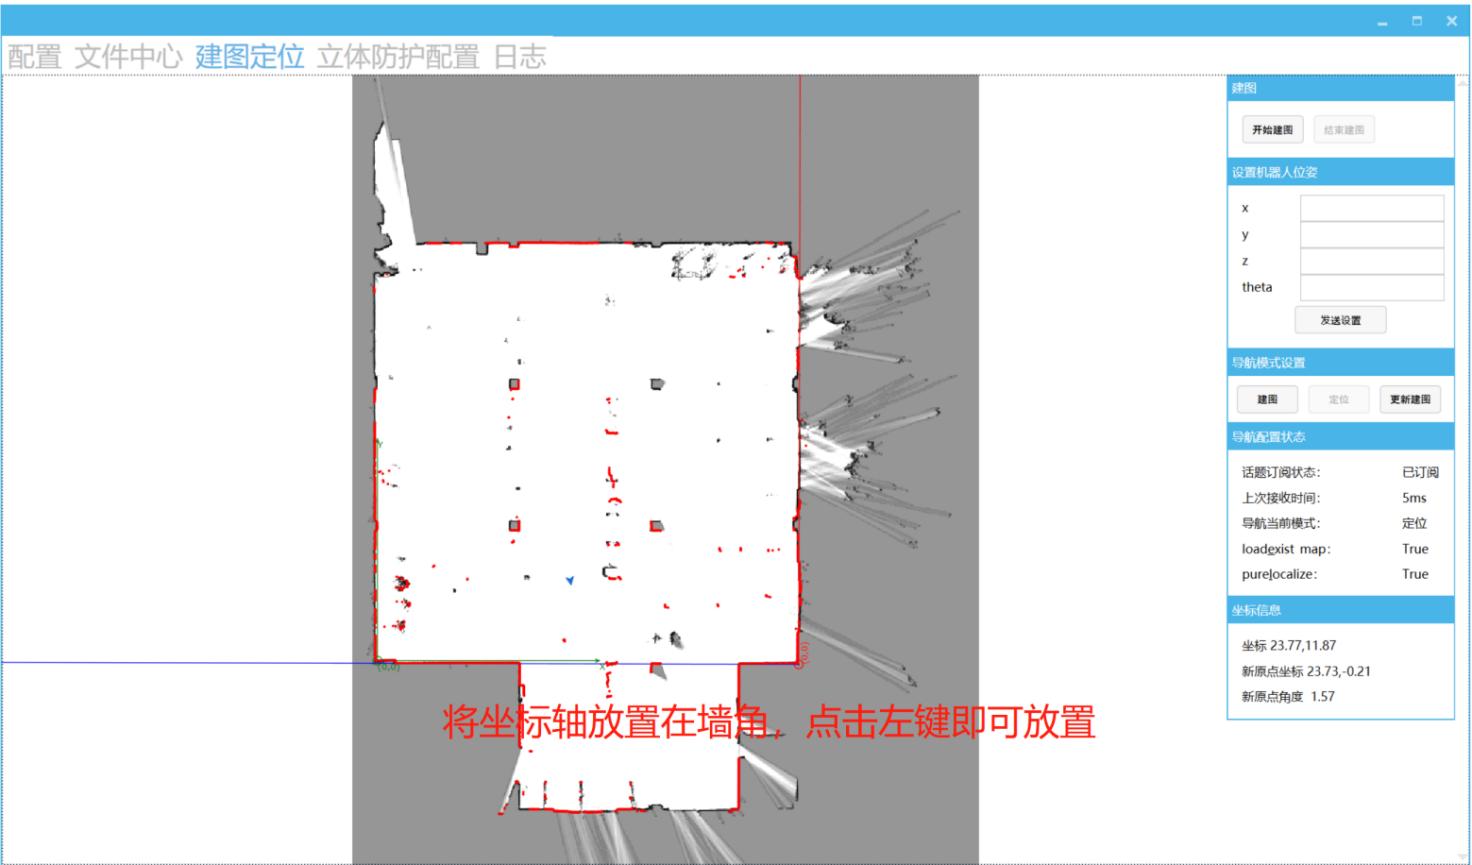 配置 文件中心 建图定位 立体防护配置 日志
建图
开始建图 结束建图
设置机器人位姿
x
y
z
theta
发送设置
导航模式设置
建图 定位 更新建图
导航配置状态
话题订阅状态: 已订阅
上次接收时间: 5ms
导航当前模式: 定位
loadexist map: True
purelocalize: True
坐标信息
坐标 23.77,11.87
新原点坐标 23.73,-0.21
新原点角度 1.57
Y
X
(0,0)
(0,0)
将坐标轴放置在墙角，点击左键即可放置